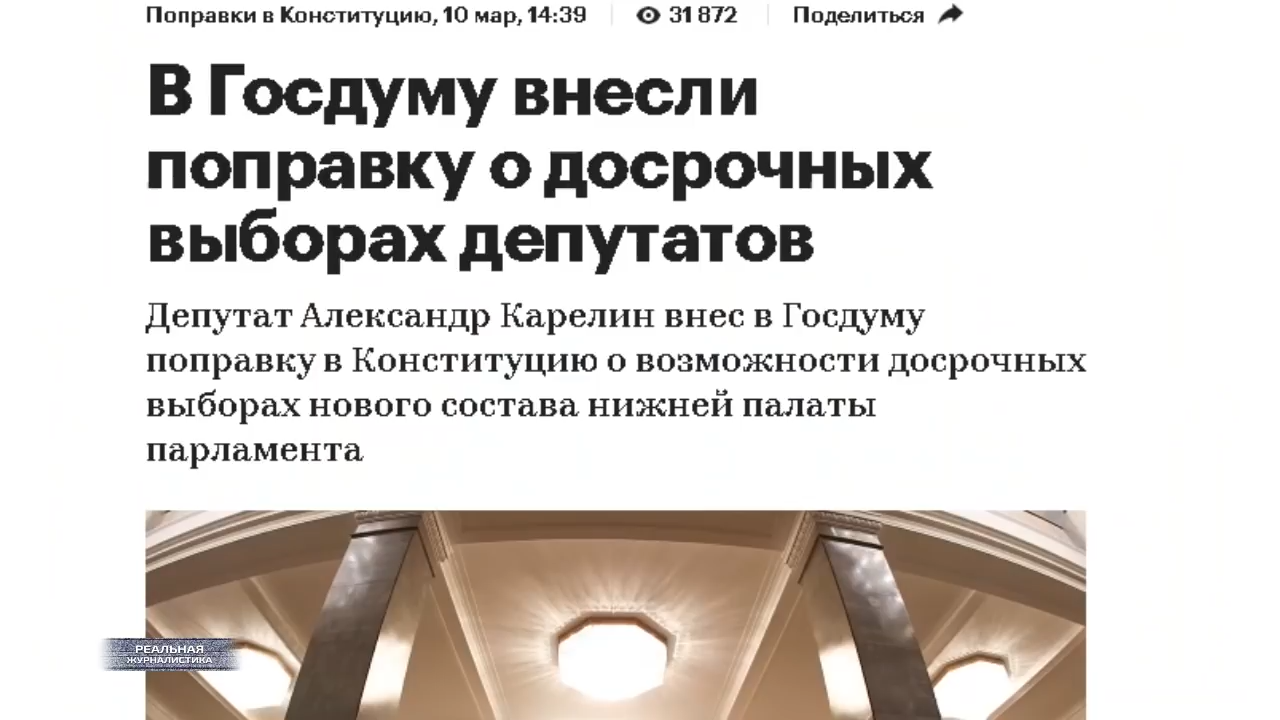 Поправки в Конституцию, 10 мар, 14:39 31 872 Поделиться
В Госдуму внесли
поправку о досрочных
выборах депутатов
Депутат Александр Карелин внес в Госдуму
поправку в Конституцию о возможности досрочных
выборах нового состава нижней палаты
парламента
РЕАЛЬНАЯ
ЖУРНАЛИСТИКА